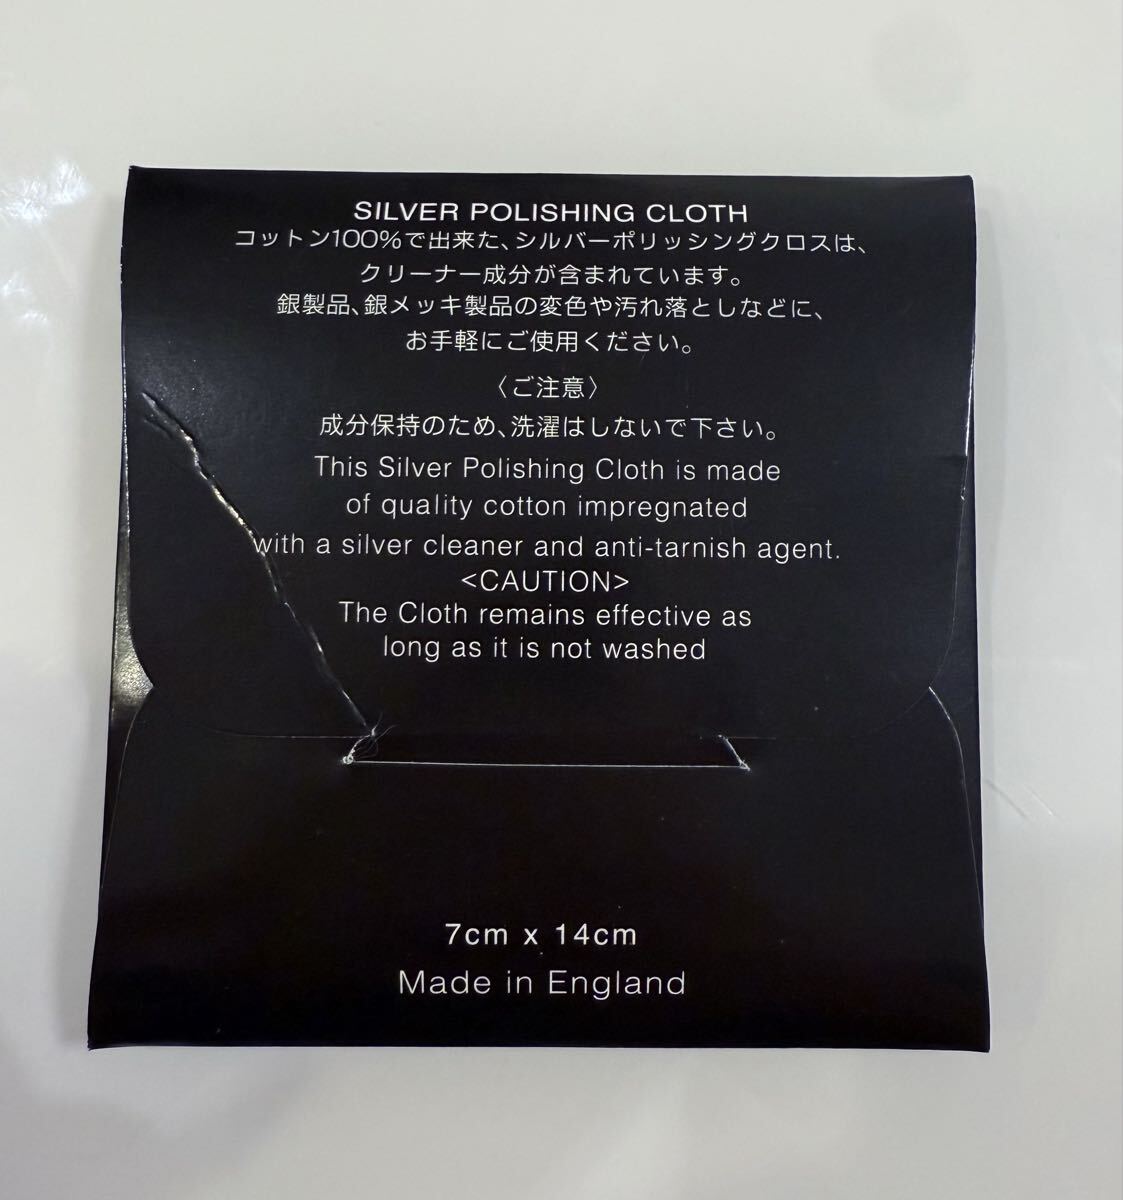 SILVER POLISHING CLOTH
コットン100%で出来た、シルバーポリッシングクロスは、
クリーナー成分が含まれています。
銀製品、銀メッキ製品の変色や汚れ落としなどに、
お手軽にご使用ください。
〈ご注意〉
成分保持のため、洗濯はしないで下さい。
This Silver Polishing Cloth is made
of quality cotton impregnated
with a silver cleaner and anti-tarnish agent.
<CAUTION>
The Cloth remains effective as
long as it is not washed
7cm x 14cm
Made in England